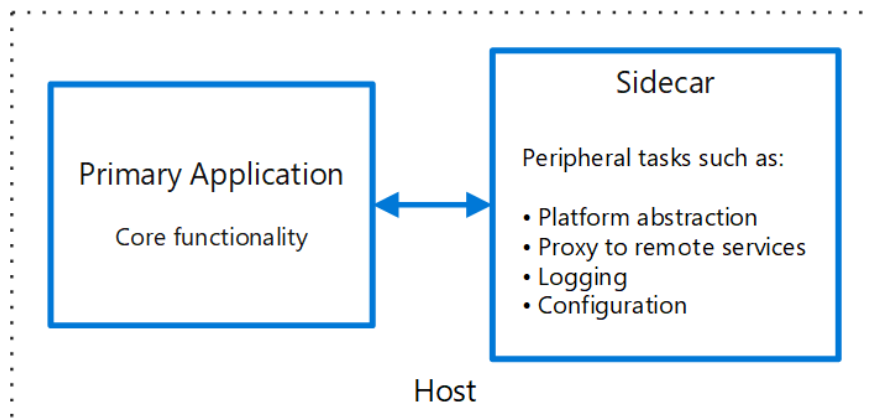 Primary Application
Core functionality
Sidecar
Peripheral tasks such as:
• Platform abstraction
• Proxy to remote services
• Logging
• Configuration
Host